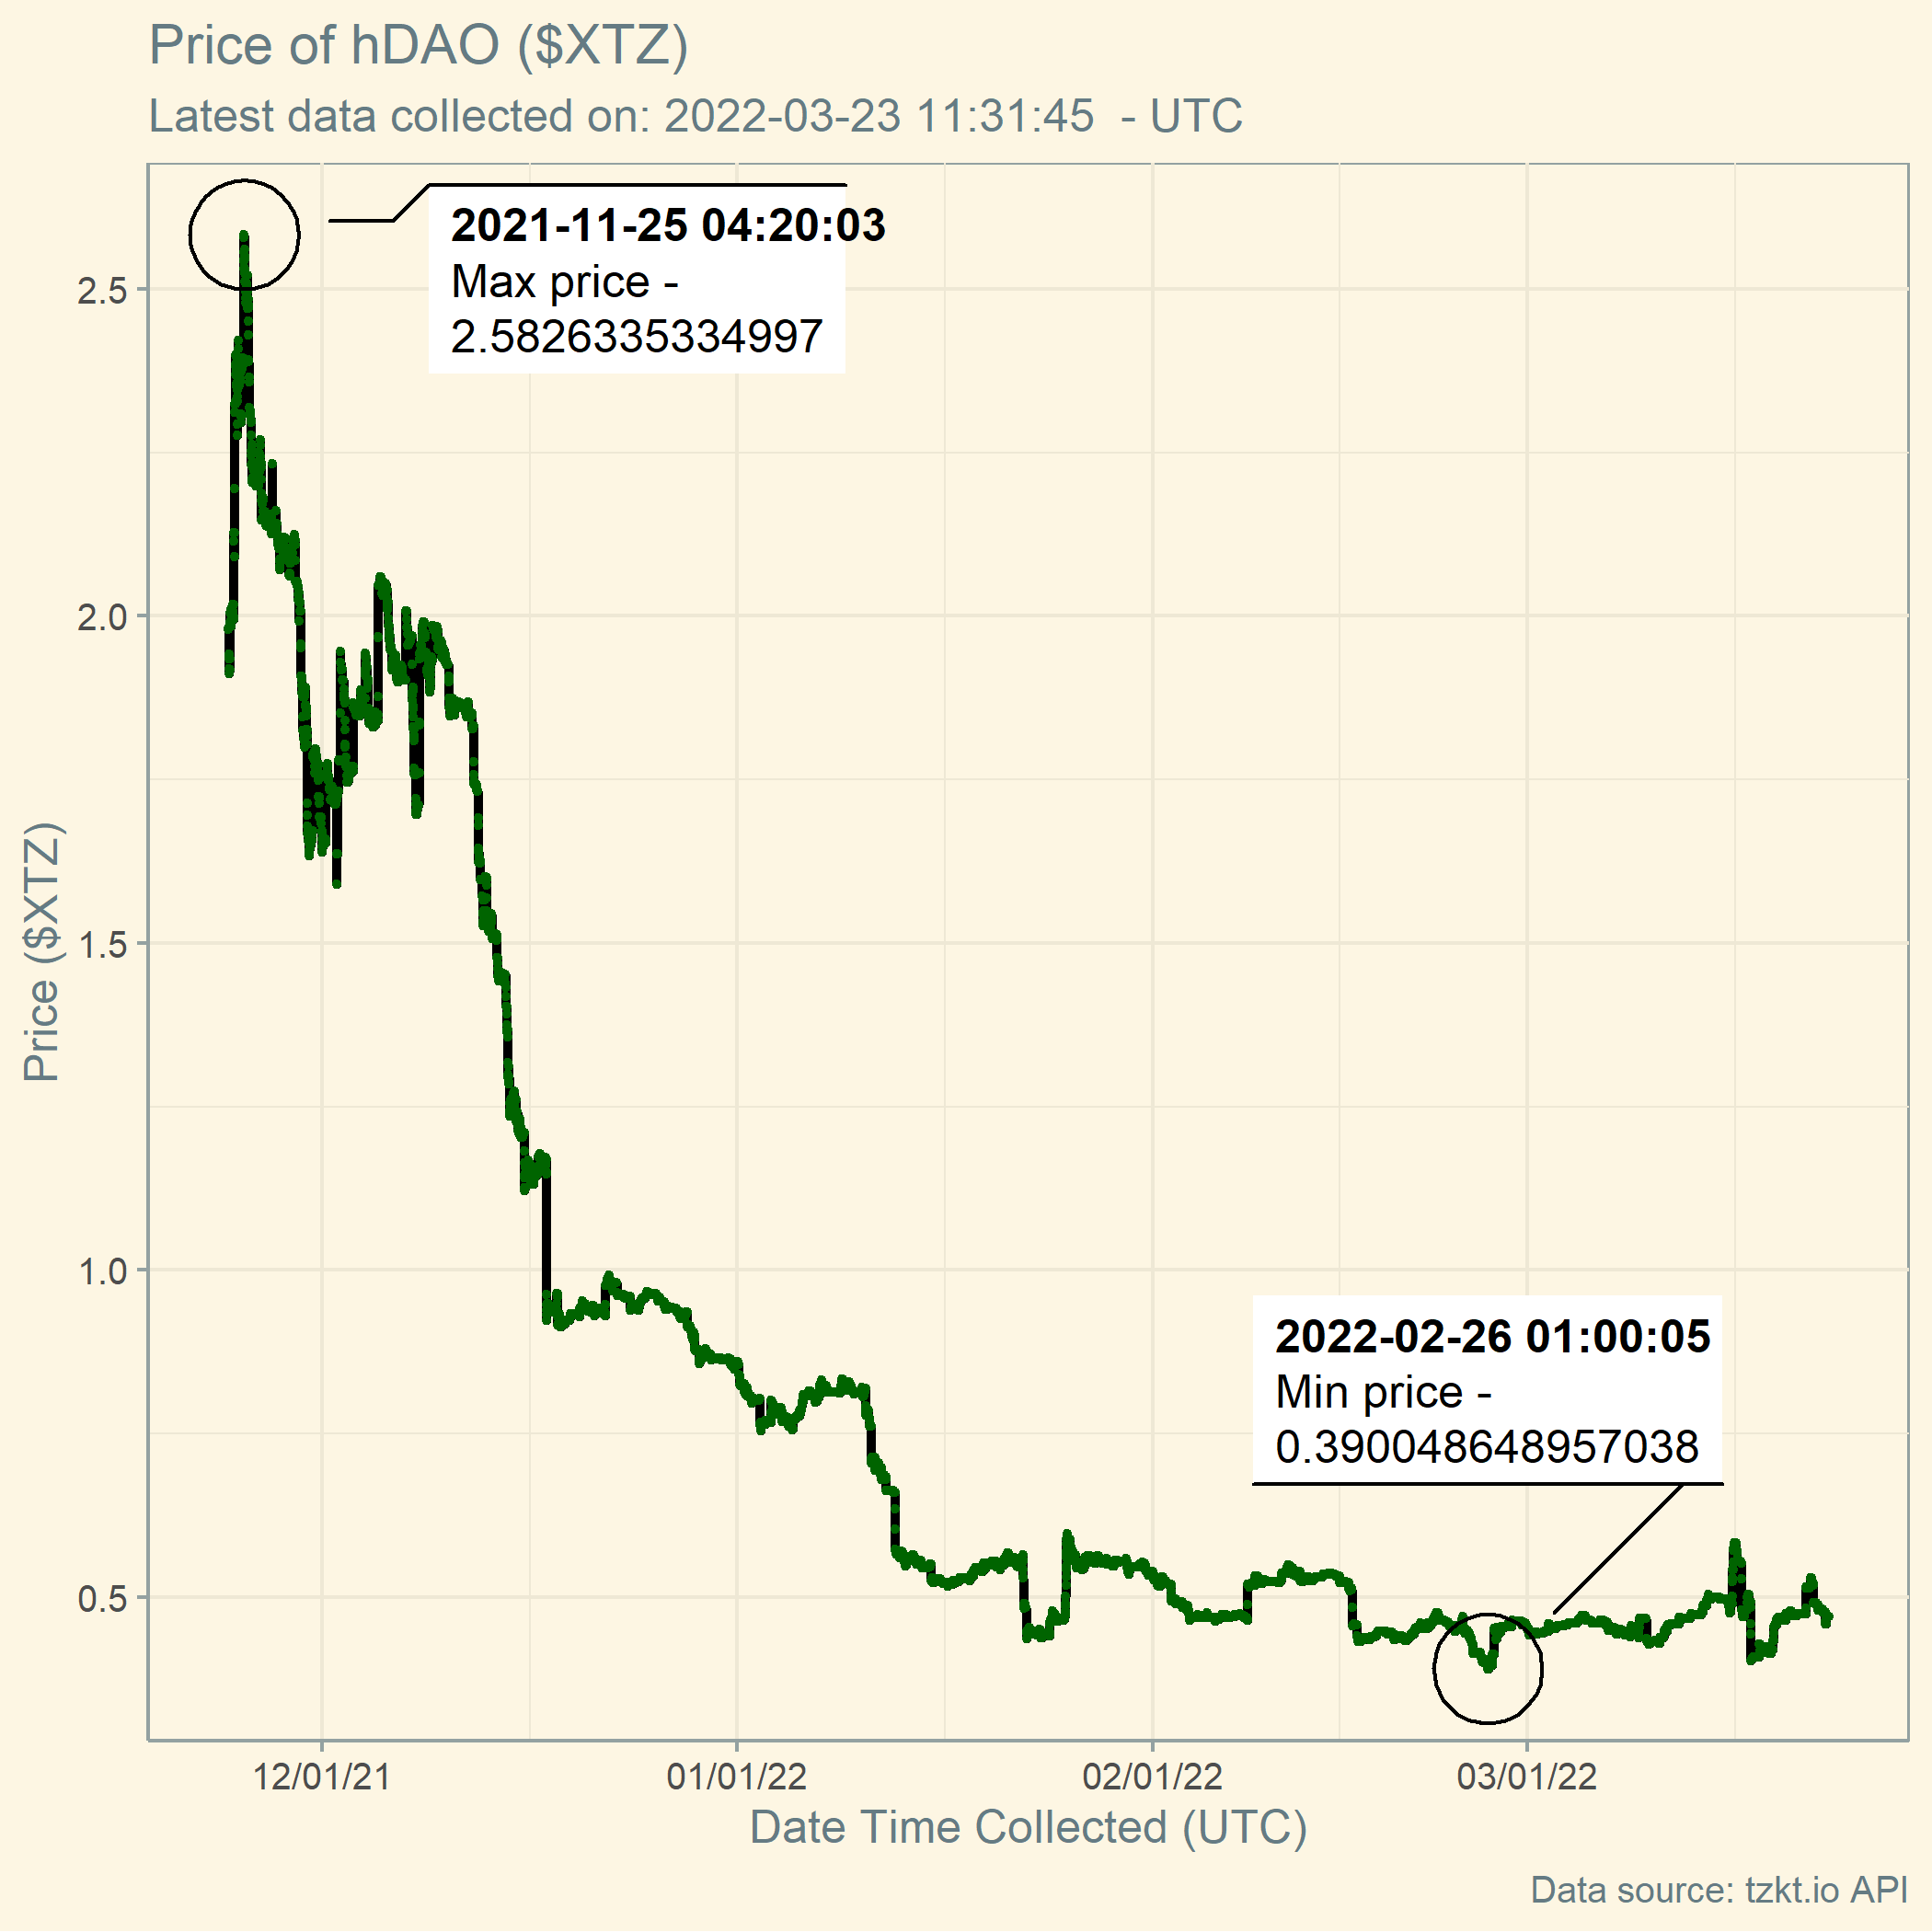 Price of hDAO ($XTZ)
Latest data collected on: 2022-03-23 11:31:45  - UTC
2021-11-25 04:20:03
Max price -
2.5826335334997
2.5
2.0
1.5
1.0
0.5
Price ($XTZ)
2022-02-26 01:00:05
Min price -
0.390048648957038
12/01/21
01/01/22
02/01/22
03/01/22
Date Time Collected (UTC)
Data source: tzkt.io API